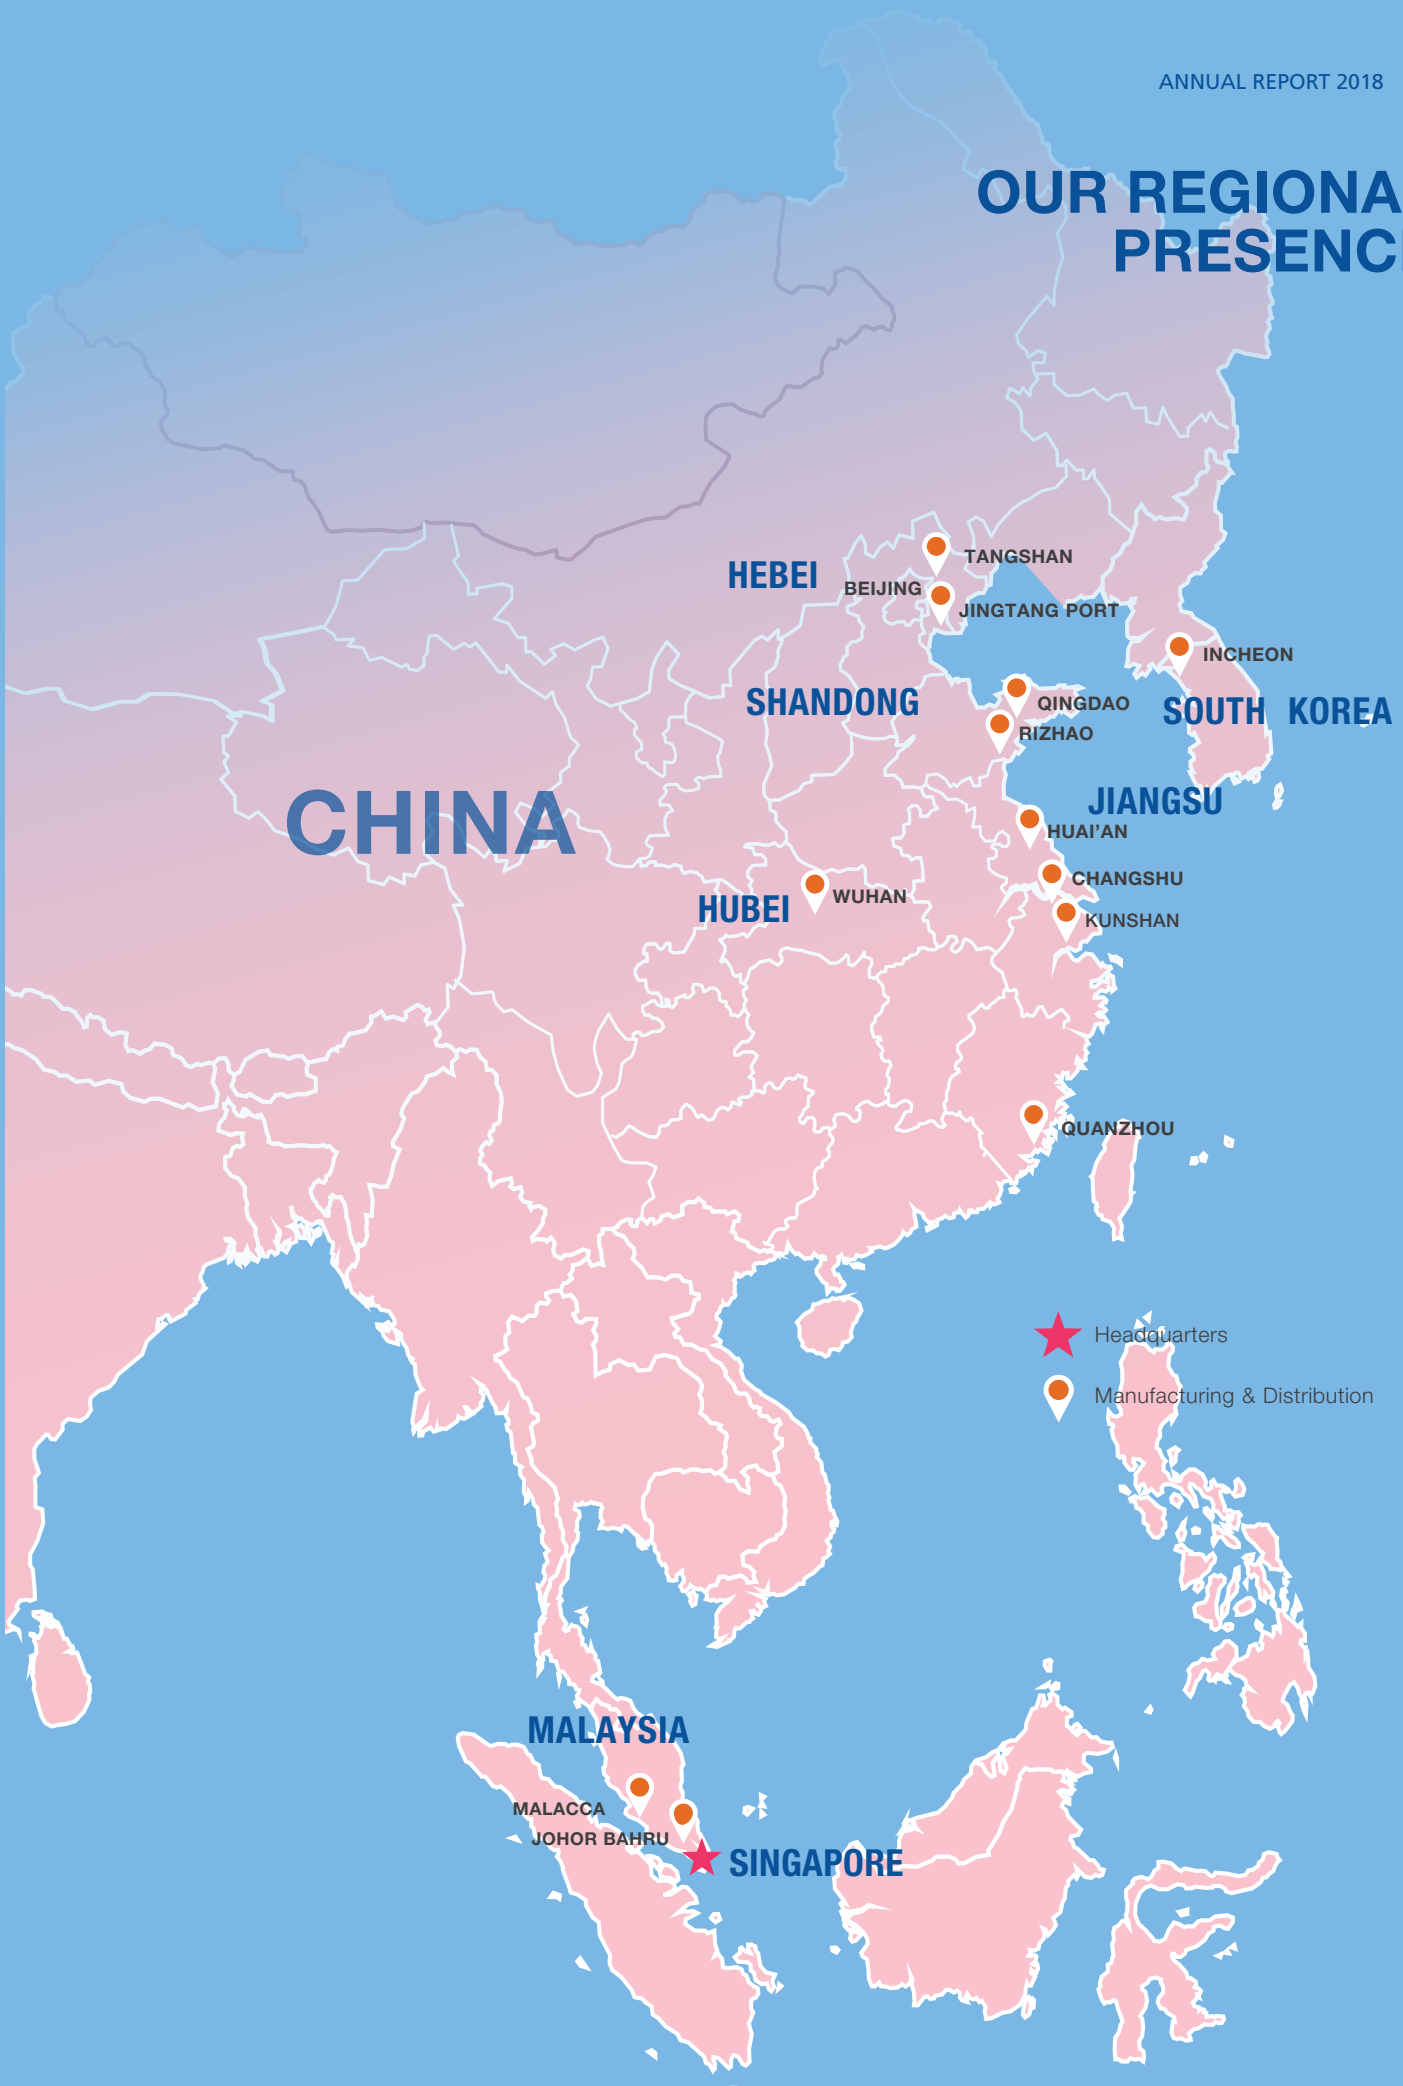 ANNUAL REPORT 2018
OUR REGIONA
PRESENC
TANGSHAN
HEBEI
BEIJING
JINGTANG PORT
INCHEON
SHANDONG
QINGDAO
SOUTH KOREA
RIZHAO
CHINA
JIANGSU
HUAI’AN
CHANGSHU
HUBEI
WUHAN
KUNSHAN
QUANZHOU
Headquarters
Manufacturing & Distribution
MALAYSIA
MALACCA
JOHOR BAHRU
SINGAPORE